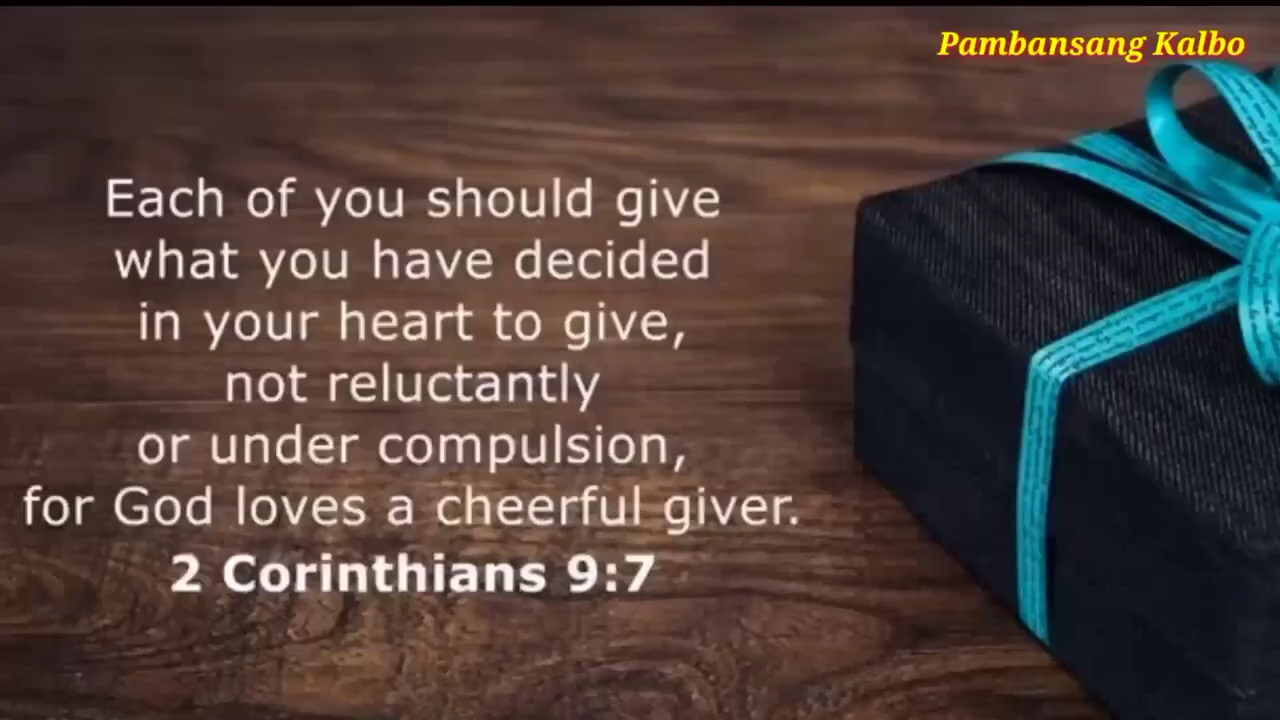 Pambansang Kalbo
Each of you should give
what you have decided
in your heart to give,
not reluctantly
or under compulsion,
for God loves a cheerful giver.
2 Corinthians 9:7